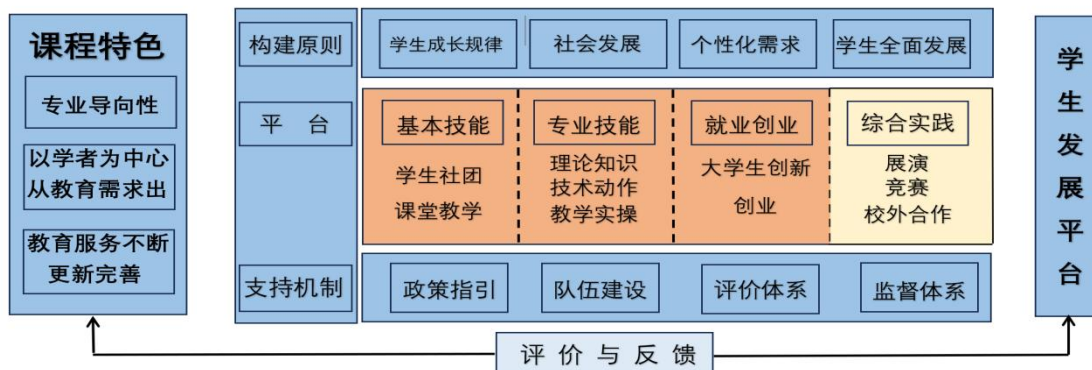 课程特色
专业导向性
以学者为中心
从教育需求出
教育服务不断
更新完善
构建原则
学生成长规律
社会发展
个性化需求
学生全面发展
平 台
基本技能
学生社团
课堂教学
专业技能
理论知识
技术动作
教学实操
就业创业
大学生创新
创业
综合实践
展演
竞赛
校外合作
支持机制
政策指引
队伍建设
评价体系
监督体系
学生发展平台
评价与反馈